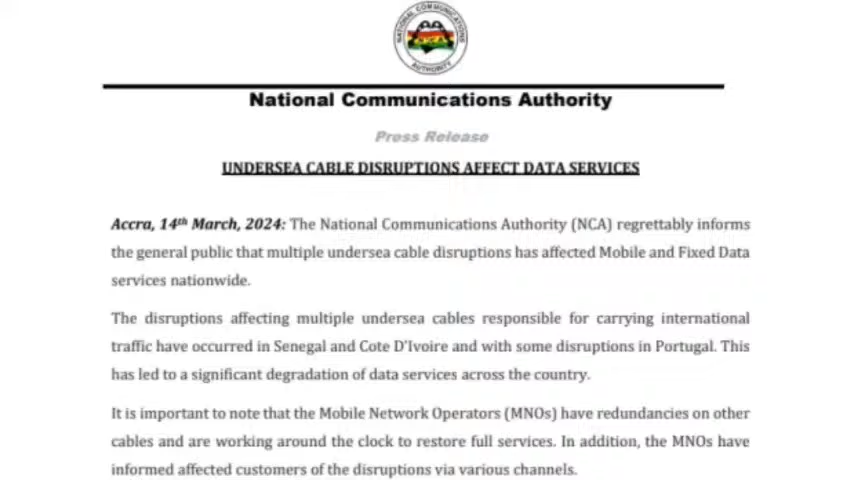 NATIONAL COMMUNICATIONS
AUTHORITY
National Communications Authority
Press Release
UNDERSEA CABLE DISRUPTIONS AFFECT DATA SERVICES
Accra, 14th March, 2024: The National Communications Authority (NCA) regrettably informs
the general public that multiple undersea cable disruptions has affected Mobile and Fixed Data
services nationwide.
The disruptions affecting multiple undersea cables responsible for carrying international
traffic have occurred in Senegal and Cote D'Ivoire and with some disruptions in Portugal. This
has led to a significant degradation of data services across the country.
It is important to note that the Mobile Network Operators (MNOs) have redundancies on other
cables and are working around the clock to restore full services. In addition, the MNOs have
informed affected customers of the disruptions via various channels.